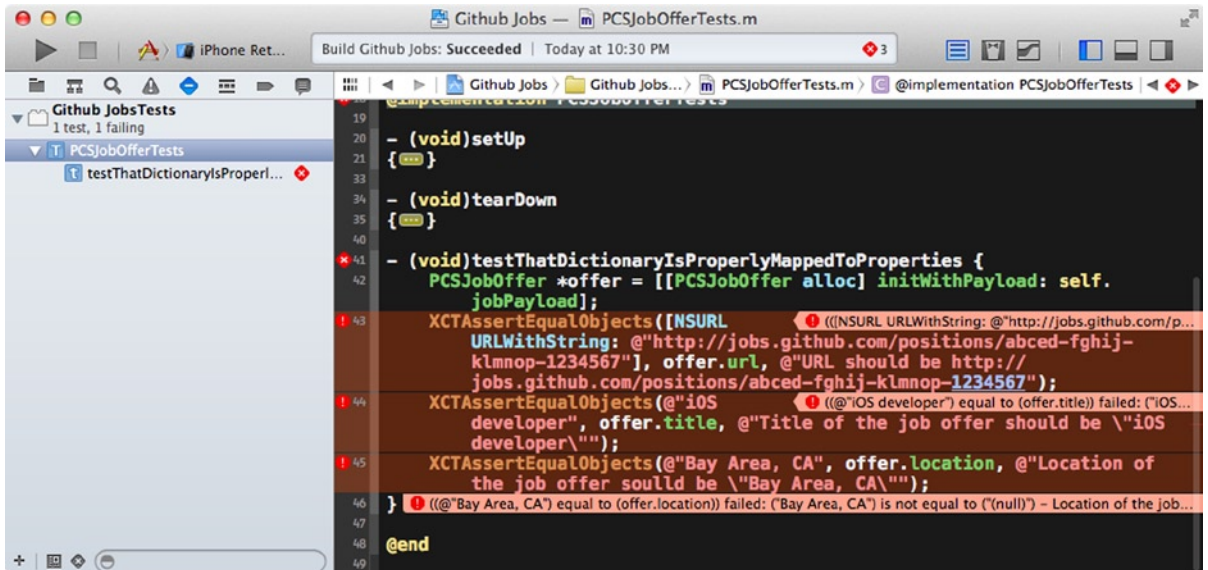 Github Jobs — PCSJobOfferTests.m
iPhone Ret...
Build Github Jobs: Succeeded | Today at 10:30 PM
3
Github Jobs
Github Jobs...
PCSJobOfferTests.m
@implementation PCSJobOfferTests
Github JobsTests
1 test, 1 failing
PCSJobOfferTests
testThatDictionaryIsProperl...
@implementation PCSJobOfferTests
19
20 - (void)setUp
21 {...}
33
34 - (void)tearDown
35 {...}
40
41 - (void)testThatDictionaryIsProperlyMappedToProperties {
42 PCSJobOffer *offer = [[PCSJobOffer alloc] initWithPayload: self.
jobPayload];
43 XCTAssertEqualObjects([NSURL
(([NSURL URLWithString: @"http://jobs.github.com/p...
URLWithString: @"http://jobs.github.com/positions/abced-fghij-
klmnop-1234567"], offer.url, @"URL should be http://
jobs.github.com/positions/abced-fghij-klmnop-1234567");
44 XCTAssertEqualObjects(@"iOS
((@"iOS developer") equal to (offer.title)) failed: ("iOS...
developer", offer.title, @"Title of the job offer should be \"iOS
developer\"");
45 XCTAssertEqualObjects(@"Bay Area, CA", offer.location, @"Location of
the job offer soulld be \"Bay Area, CA\"");
46 }
((@"Bay Area, CA") equal to (offer.location)) failed: ("Bay Area, CA") is not equal to ("(null)") – Location of the job...
47
48 @end
49